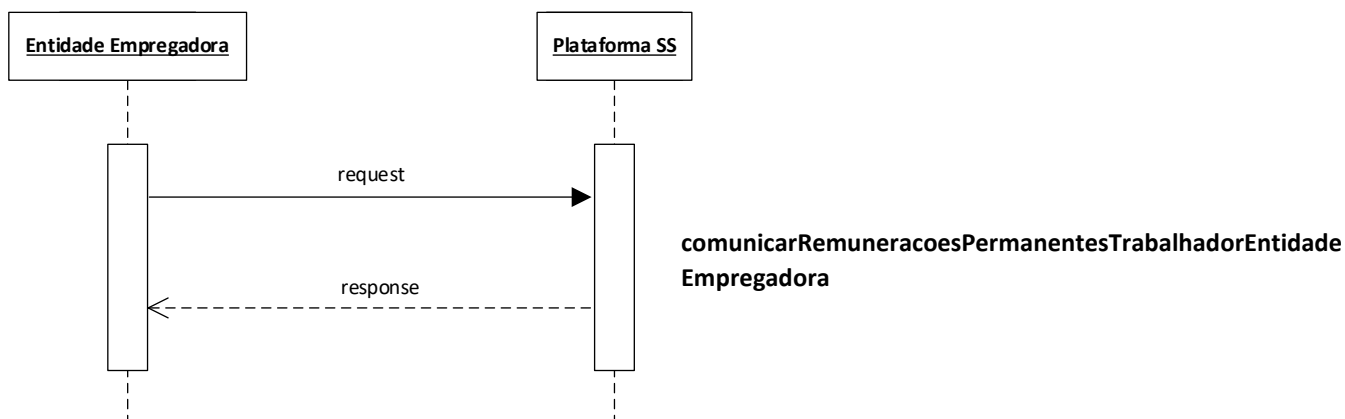 Entidade Empregadora
Plataforma SS
request
comunicarRemuneracoesPermanentesTrabalhadorEntidade
Empregadora
response